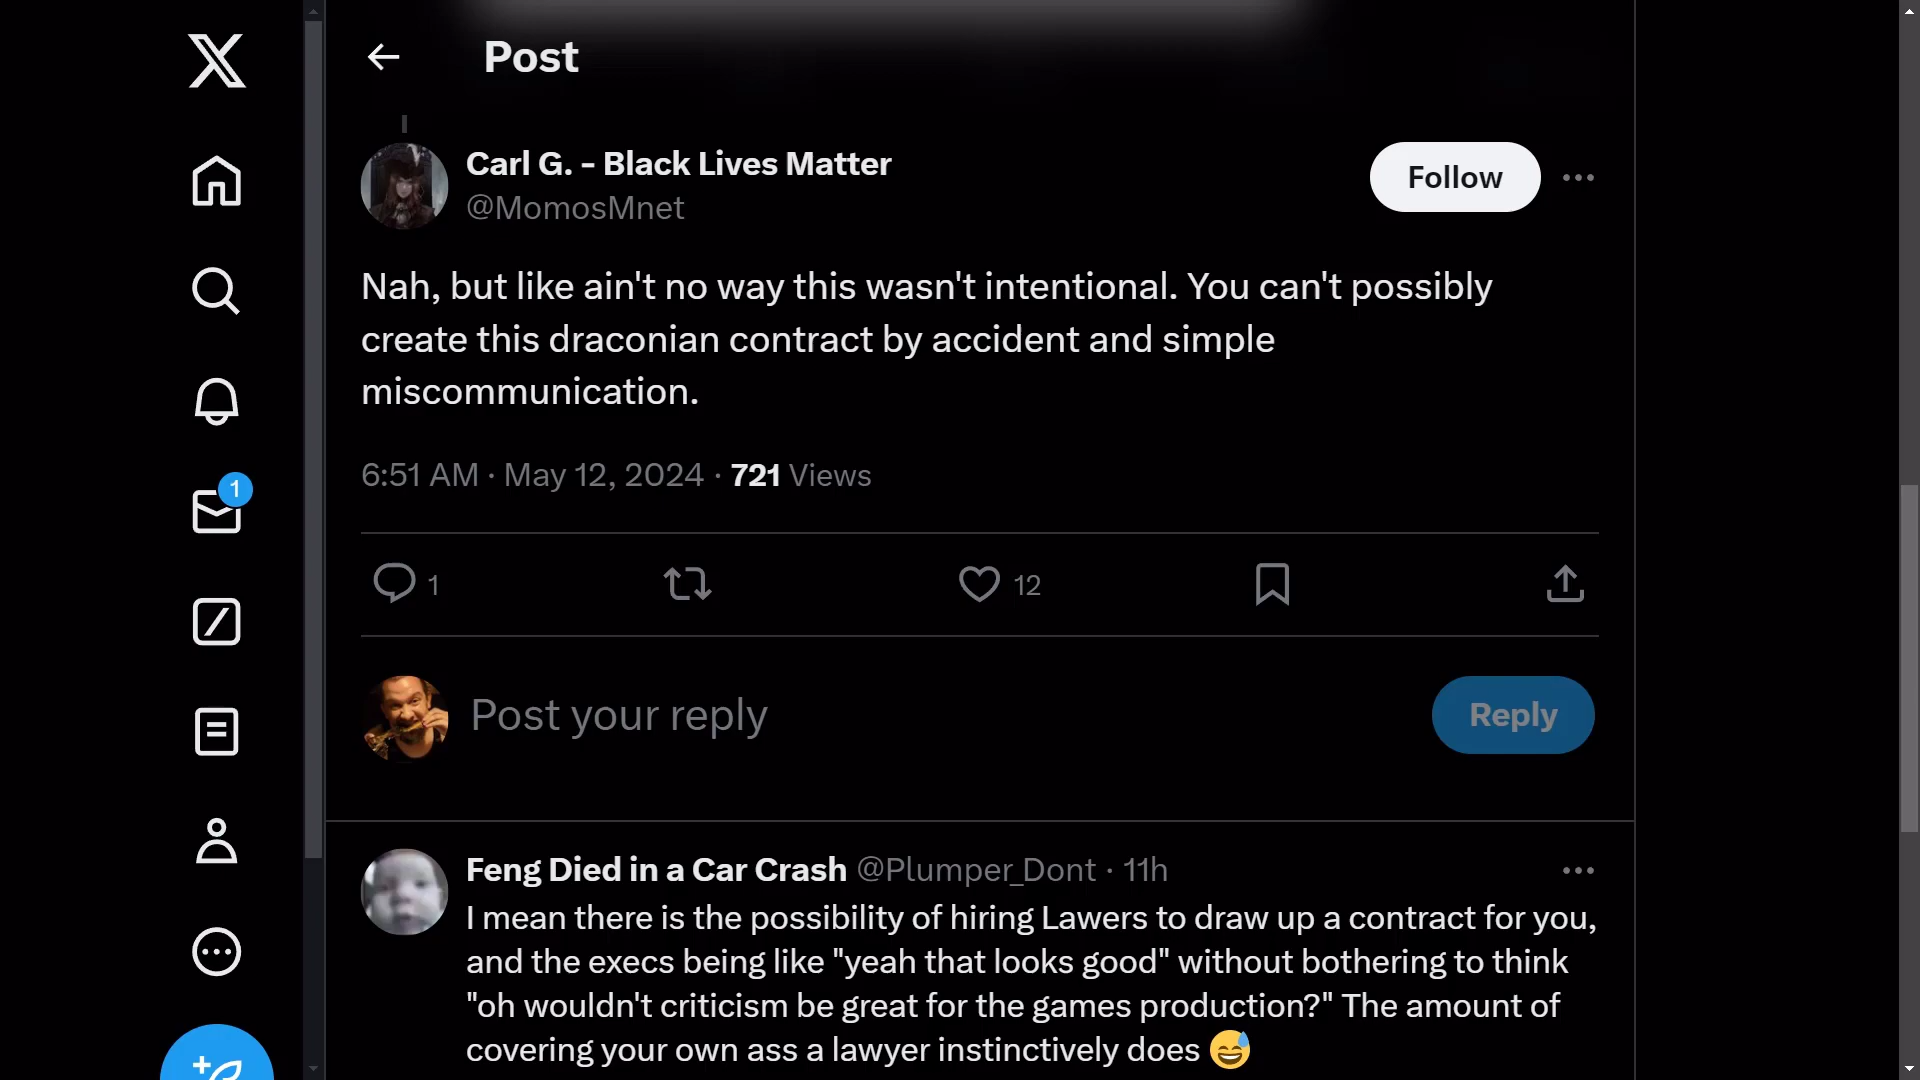 Post
Carl G. - Black Lives Matter
@MomosMnet
Follow
Nah, but like ain't no way this wasn't intentional. You can't possibly
create this draconian contract by accident and simple
miscommunication.
6:51 AM · May 12, 2024 · 721 Views
1
1
12
Post your reply
Reply
Feng Died in a Car Crash @Plumper_Dont · 11h
I mean there is the possibility of hiring Lawers to draw up a contract for you,
and the execs being like "yeah that looks good" without bothering to think
"oh wouldn't criticism be great for the games production?" The amount of
covering your own ass a lawyer instinctively does 😅